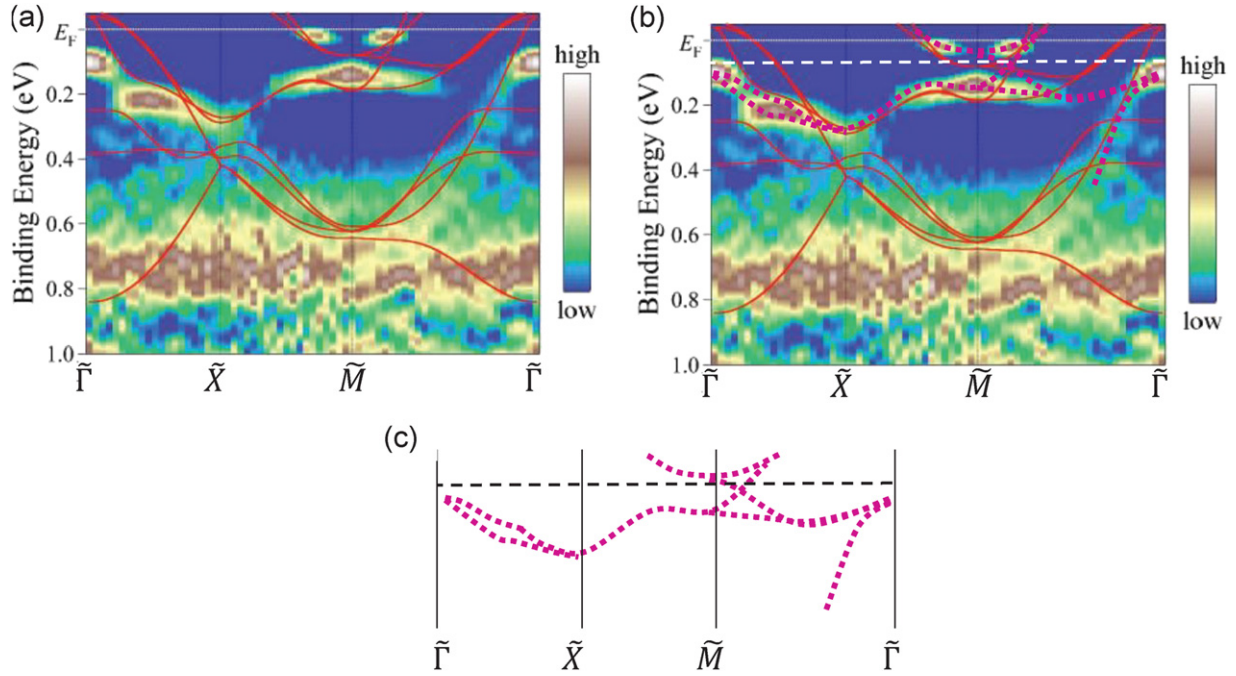 (a)
E_F
0.2
0.4
0.6
0.8
1.0
Binding Energy (eV)
Γ̃ X̃ M̃ Γ̃
high
low
(b)
E_F
0.2
0.4
0.6
0.8
1.0
Binding Energy (eV)
Γ̃ X̃ M̃ Γ̃
high
low
(c)
Γ̃ X̃ M̃ Γ̃